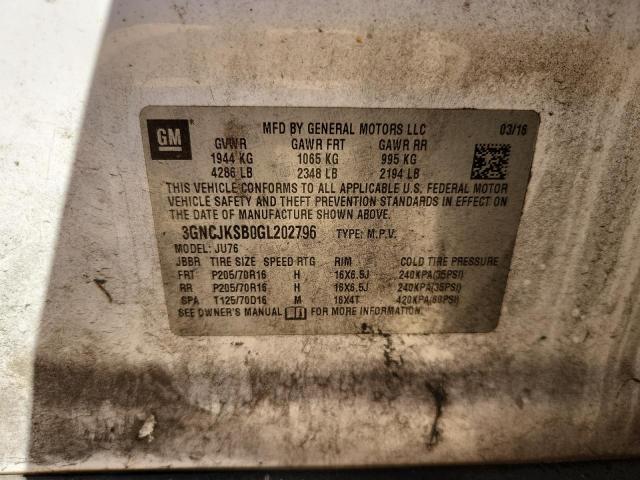 GM
MFD BY GENERAL MOTORS LLC 03/16
GVWR GAWR FRT GAWR RR
1944 KG 1065 KG 995 KG
4286 LB 2348 LB 2194 LB
THIS VEHICLE CONFORMS TO ALL APPLICABLE U.S. FEDERAL MOTOR
VEHICLE SAFETY AND THEFT PREVENTION STANDARDS IN EFFECT ON THE
DATE OF MANUFACTURE SHOWN ABOVE.
3GNCJKSB0GL202796 TYPE: M.P.V.
MODEL: JU76
JBBR TIRE SIZE SPEED RTG RIM COLD TIRE PRESSURE
FRT P205/70R16 H 16X6.5J 240KPA(35PSI)
RR P205/70R16 H 16X6.5J 240KPA(35PSI)
SPA T125/70D16 M 16X4T 420KPA(60PSI)
SEE OWNER'S MANUAL FOR MORE INFORMATION.